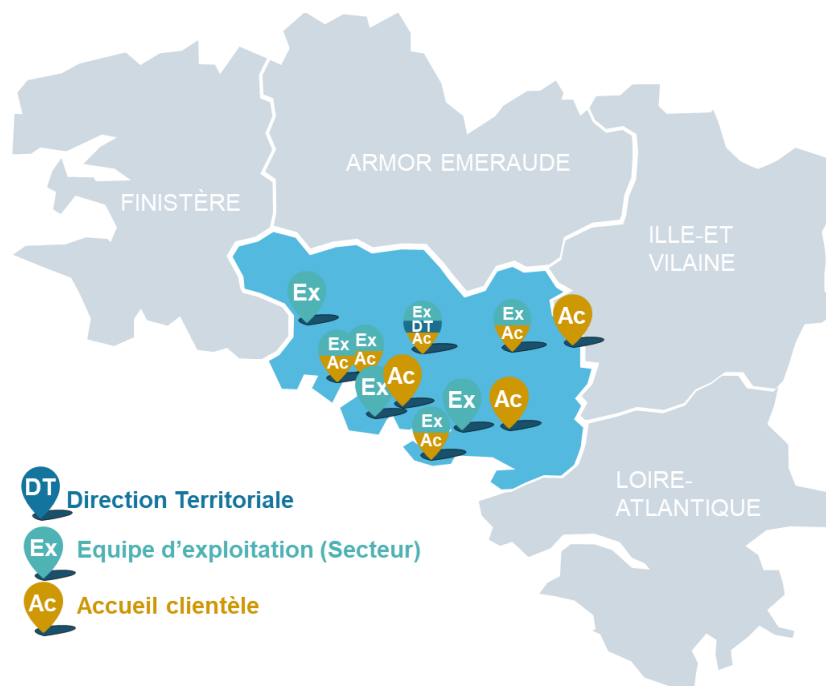 ARMOR EMERAUDE
FINISTÈRE
ILLE-ET
VILAINE
Ex
Ex
DT
Ac
Ex
Ac
Ac
Ex
Ac
Ex
Ac
Ex
Ac
Ex
Ac
Ex
Ac
LOIRE-
ATLANTIQUE
DT Direction Territoriale
Ex Equipe d'exploitation (Secteur)
Ac Accueil clientèle